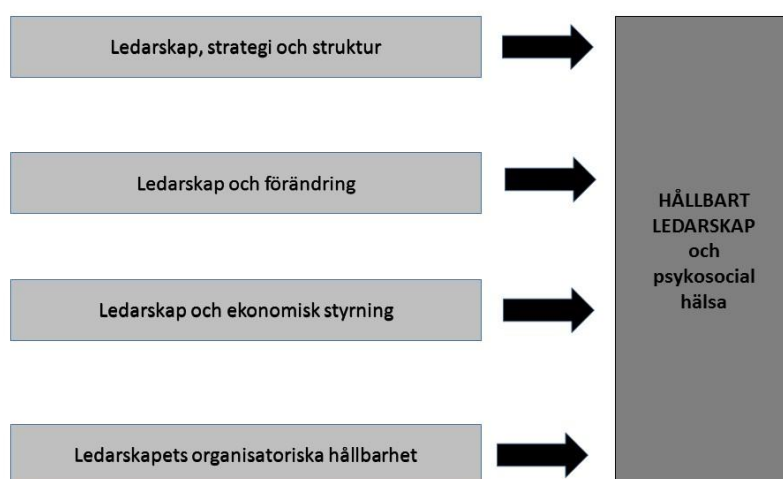 Ledarskap, strategi och struktur
Ledarskap och förändring
Ledarskap och ekonomisk styrning
Ledarskapets organisatoriska hållbarhet
HÅLLBART
LEDARSKAP
och
psykosocial
hälsa